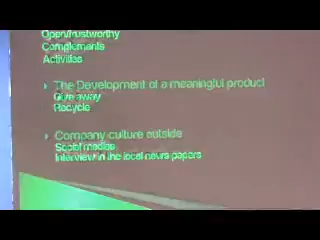 Open/trustworthy
Complements
Activities
The Development of a meaningful product
Give away
Recycle
Company culture outside
Social medias
Interview in the local news papers